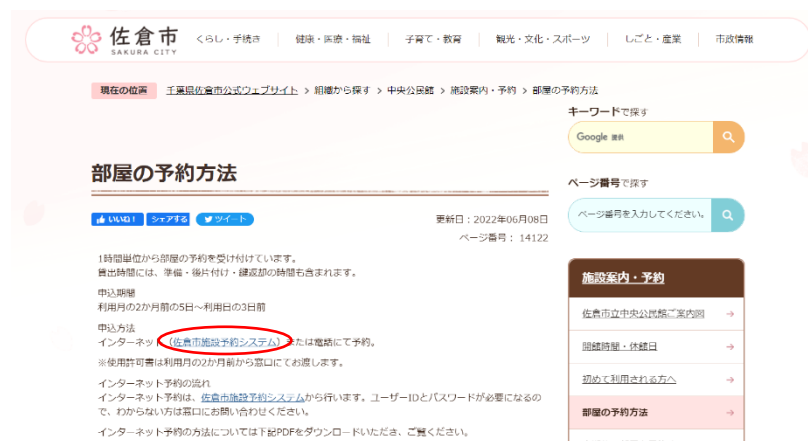 佐倉市
SAKURA CITY
くらし・手続き
健康・医療・福祉
子育て・教育
観光・文化・スポーツ
しごと・産業
市政情報
現在の位置 千葉県佐倉市公式ウェブサイト > 組織から探す > 中央公民館 > 施設案内・予約 > 部屋の予約方法
キーワードで探す
Google 提供
部屋の予約方法
ページ番号で探す
ページ番号を入力してください。
いいね! シェアする ツイート
更新日:2022年06月08日
ページ番号: 14122
1時間単位から部屋の予約を受け付けています。
貸出時間には、準備・後片付け・鍵返却の時間も含まれます。
申込期間
利用月の2か月前の5日～利用日の3日前
申込方法
インターネット(佐倉市施設予約システム)または電話にて予約。
※使用許可書は利用月の2か月前から窓口にてお渡します。
インターネット予約の流れ
インターネット予約は、佐倉市施設予約システムから行います。ユーザーIDとパスワードが必要になるの
で、わからない方は窓口にお問い合わせください。
インターネット予約の方法については下記PDFをダウンロードいただき、ご覧ください。
施設案内・予約
佐倉市立中央公民館ご案内図
開館時間・休館日
初めて利用される方へ
部屋の予約方法